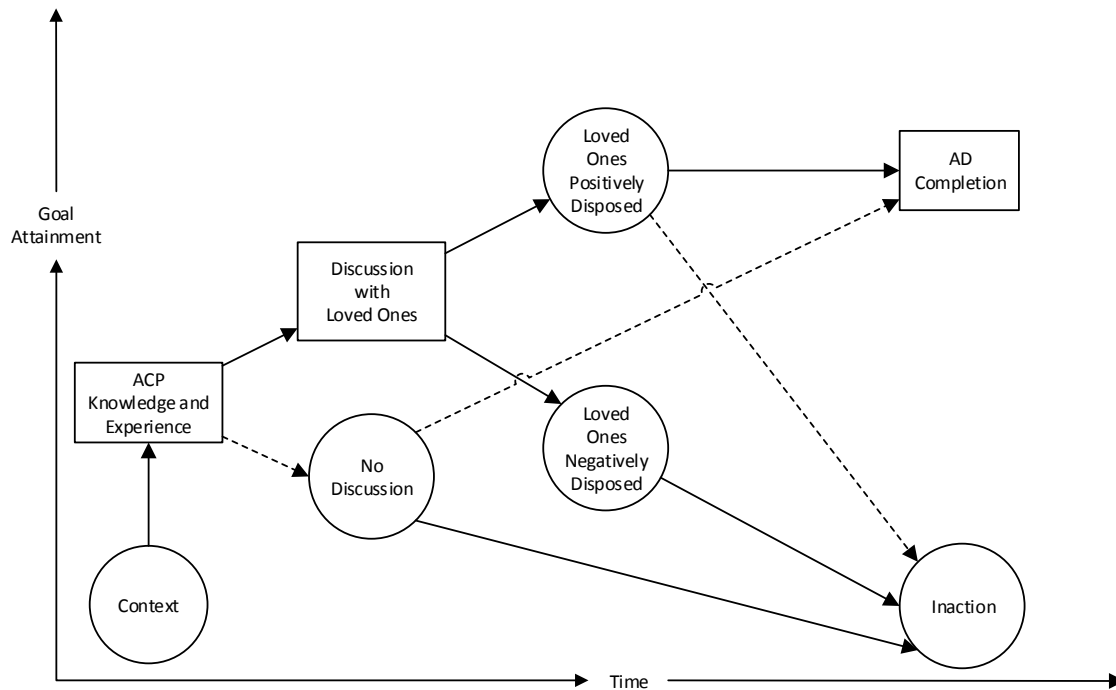 Loved
Ones
Positively
Disposed
AD
Completion
Goal
Attainment
Discussion
with
Loved Ones
ACP
Knowledge and
Experience
No
Discussion
Loved
Ones
Negatively
Disposed
Context
Inaction
Time